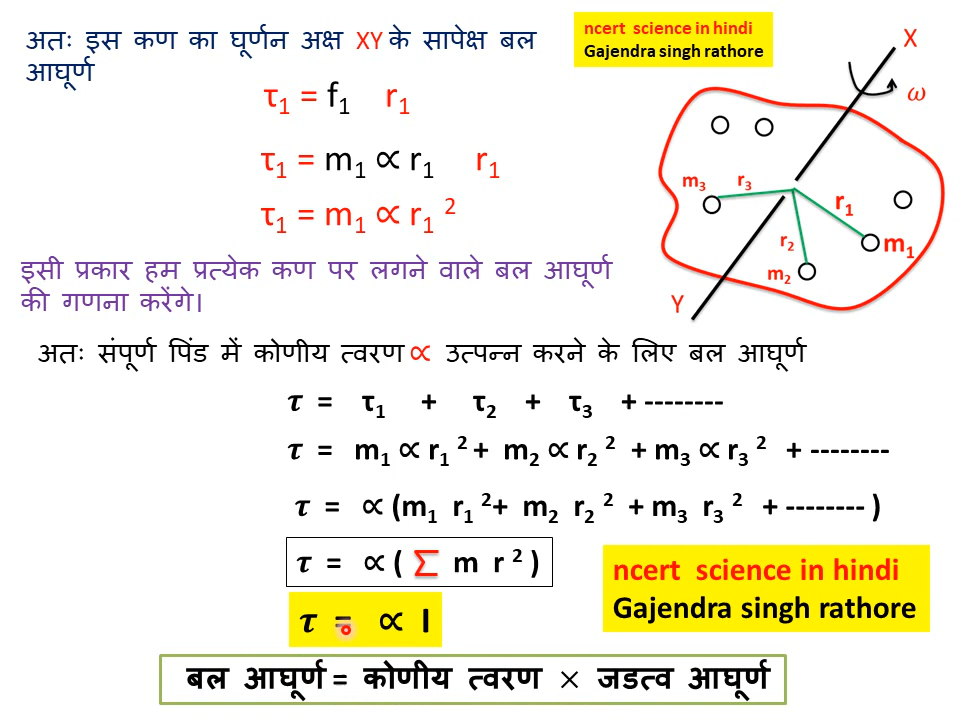 अतः इस कण का घूर्णन अक्ष XY के सापेक्ष बल
आघूर्ण
τ₁ = f₁ r₁
τ₁ = m₁ ∝ r₁ r₁
τ₁ = m₁ ∝ r₁ ²
इसी प्रकार हम प्रत्येक कण पर लगने वाले बल आघूर्ण
की गणना करेंगे।
ncert science in hindi
Gajendra singh rathore
X
ω
m₃
r₃
r₁
r₂
m₁
m₂
Y
अतः संपूर्ण पिंड में कोणीय त्वरण ∝ उत्पन्न करने के लिए बल आघूर्ण
τ = τ₁ + τ₂ + τ₃ + --------
τ = m₁ ∝ r₁ ² + m₂ ∝ r₂ ² + m₃ ∝ r₃ ² + --------
τ = ∝ (m₁ r₁ ²+ m₂ r₂ ² + m₃ r₃ ² + -------- )
τ = ∝ ( ∑ m r ² )
τ = ∝ I
ncert science in hindi
Gajendra singh rathore
बल आघूर्ण = कोणीय त्वरण × जडत्व आघूर्ण